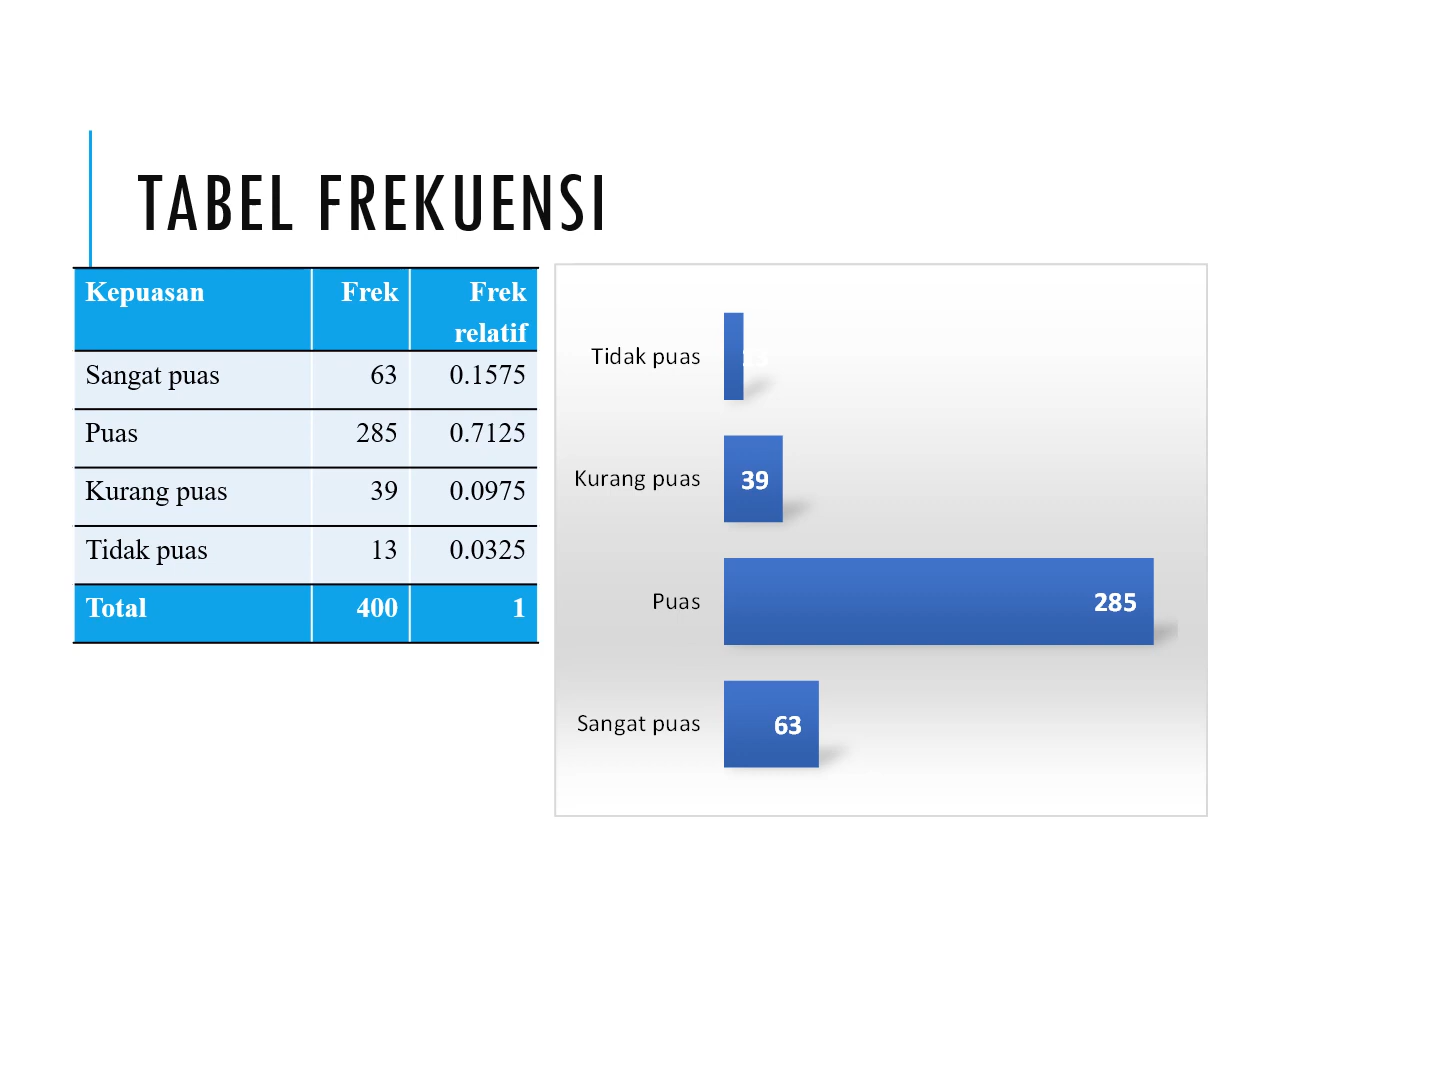 TABEL FREKUENSI
Kepuasan Frek Frek
relatif
Sangat puas 63 0.1575
Puas 285 0.7125
Kurang puas 39 0.0975
Tidak puas 13 0.0325
Total 400 1
Tidak puas 13
Kurang puas 39
Puas 285
Sangat puas 63